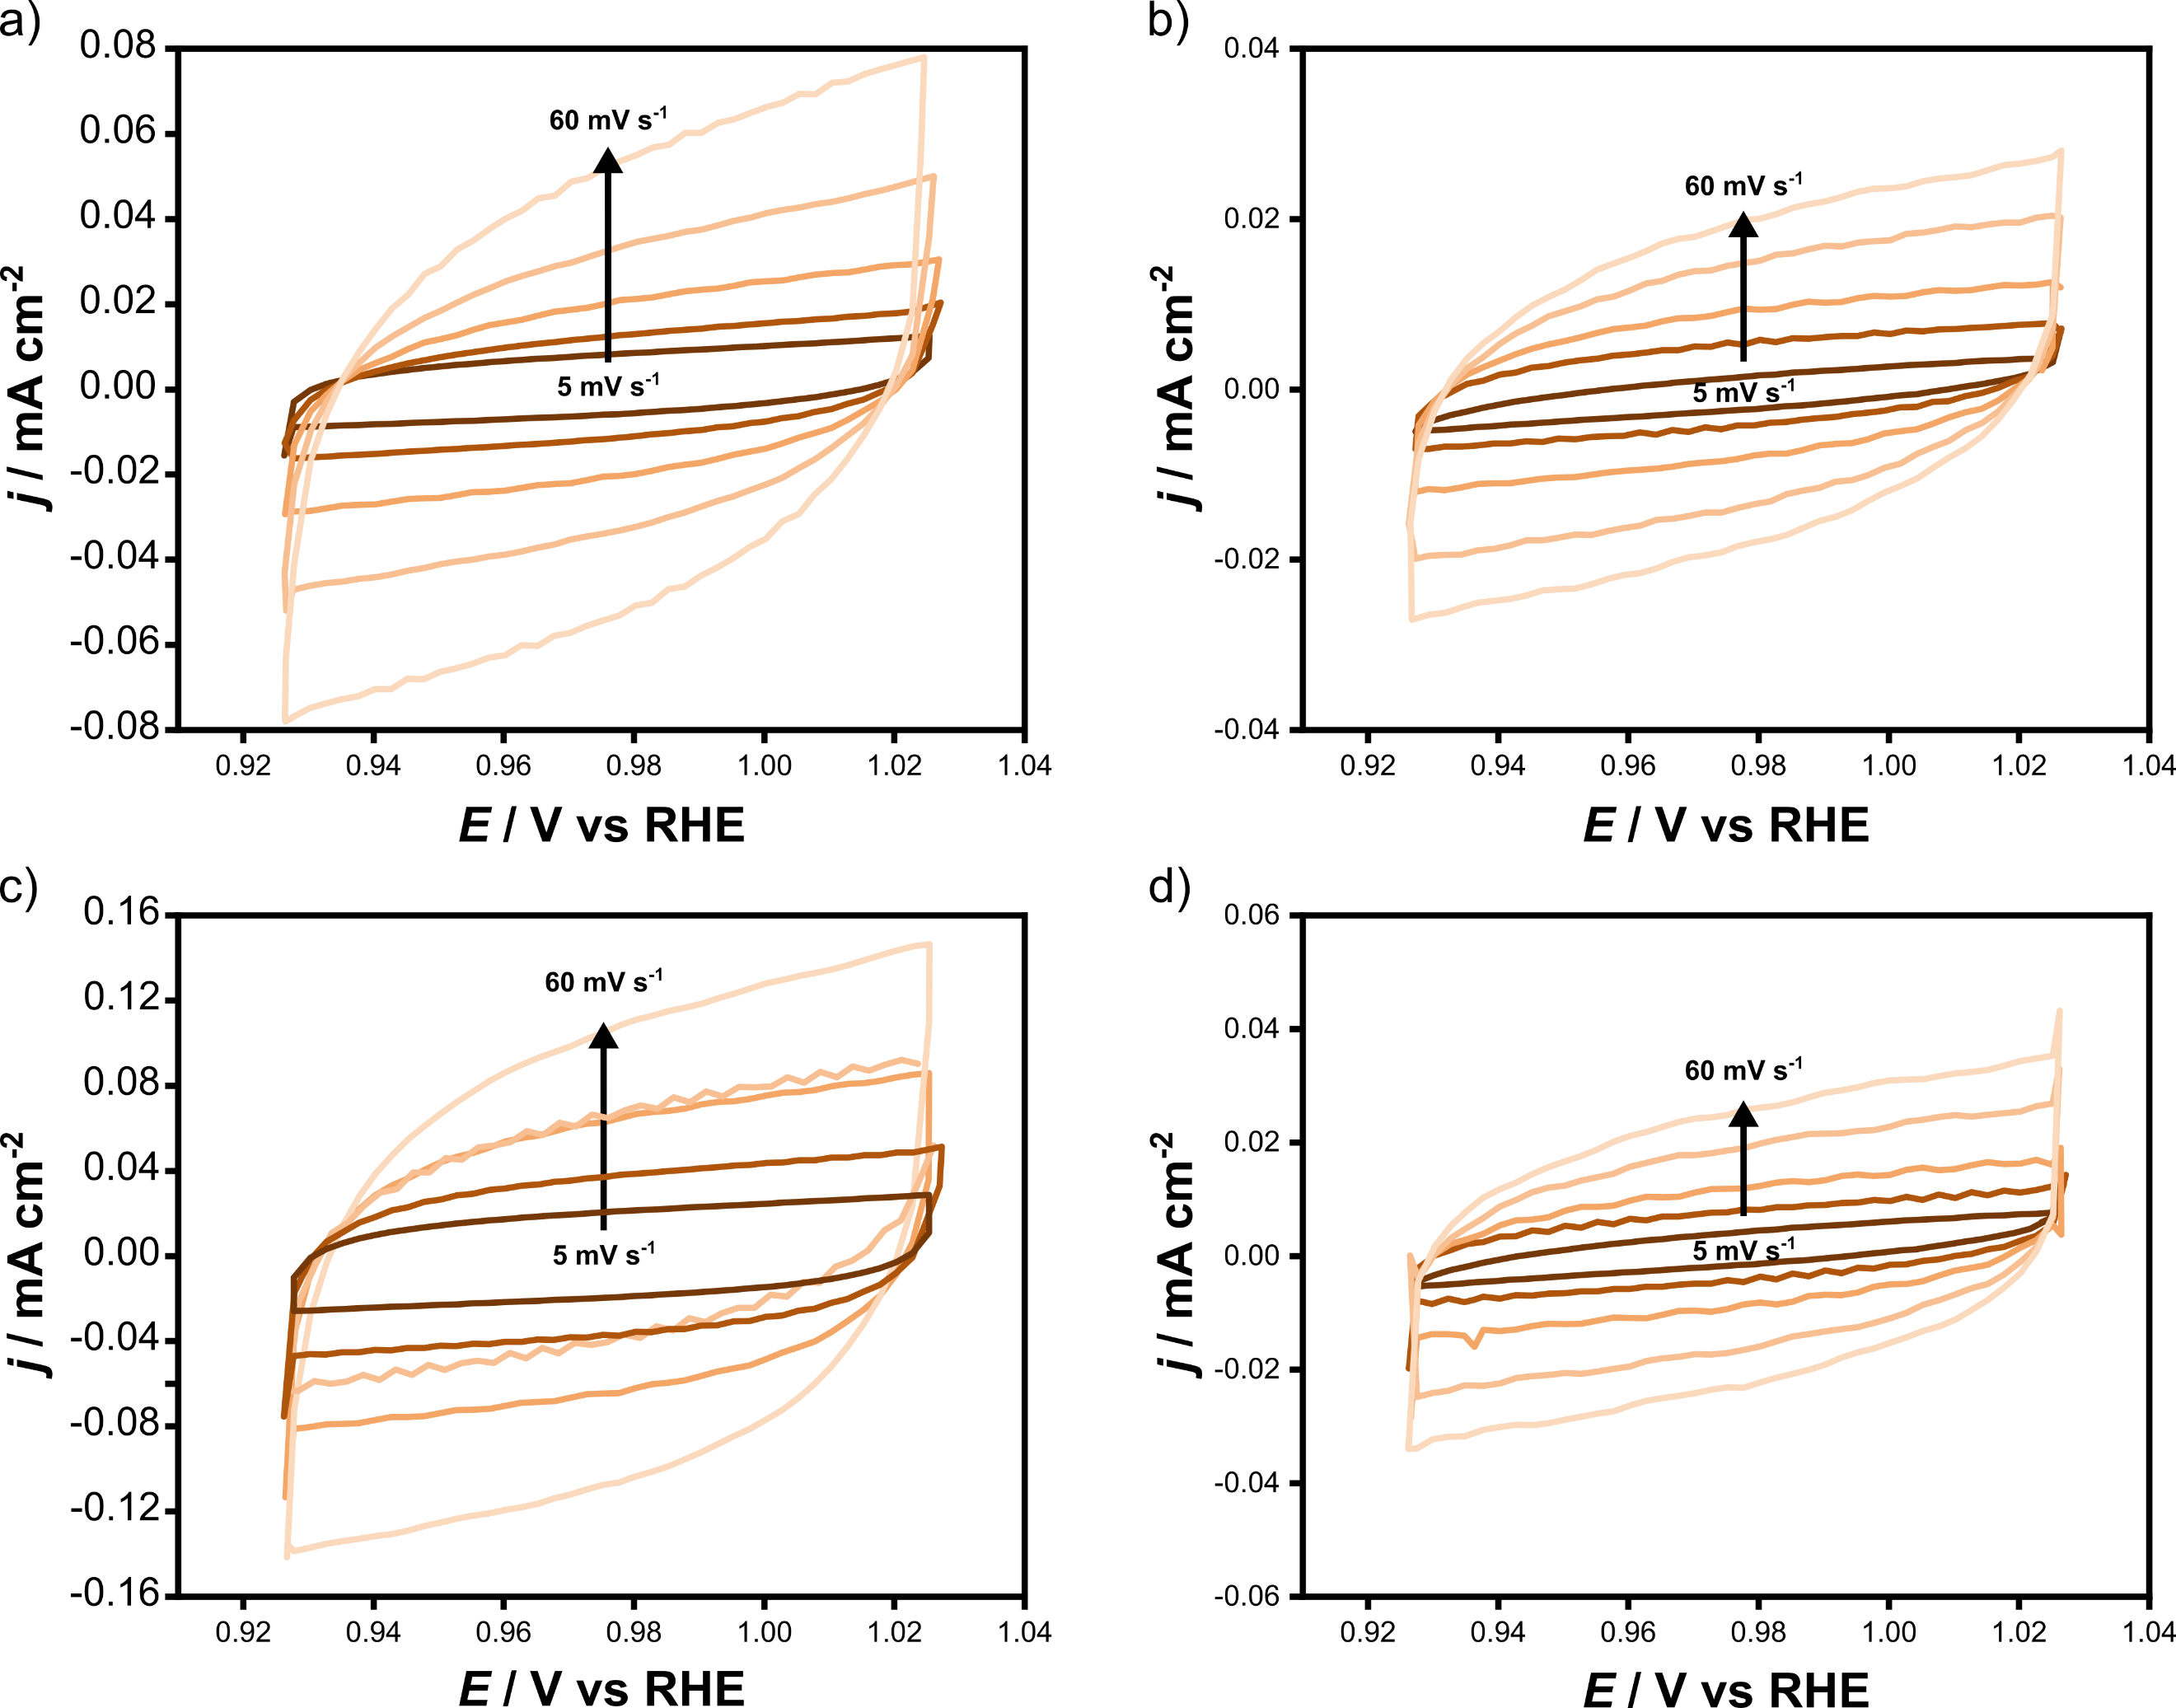 a)
0.08
0.06
0.04
0.02
0.00
-0.02
-0.04
-0.06
-0.08
j / mA cm-2
60 mV s-1
5 mV s-1
0.92 0.94 0.96 0.98 1.00 1.02 1.04
E / V vs RHE
b)
0.04
0.02
0.00
-0.02
-0.04
j / mA cm-2
60 mV s-1
5 mV s-1
0.92 0.94 0.96 0.98 1.00 1.02 1.04
E / V vs RHE
c)
0.16
0.12
0.08
0.04
0.00
-0.04
-0.08
-0.12
-0.16
j / mA cm-2
60 mV s-1
5 mV s-1
0.92 0.94 0.96 0.98 1.00 1.02 1.04
E / V vs RHE
d)
0.06
0.04
0.02
0.00
-0.02
-0.04
-0.06
j / mA cm-2
60 mV s-1
5 mV s-1
0.92 0.94 0.96 0.98 1.00 1.02 1.04
E / V vs RHE